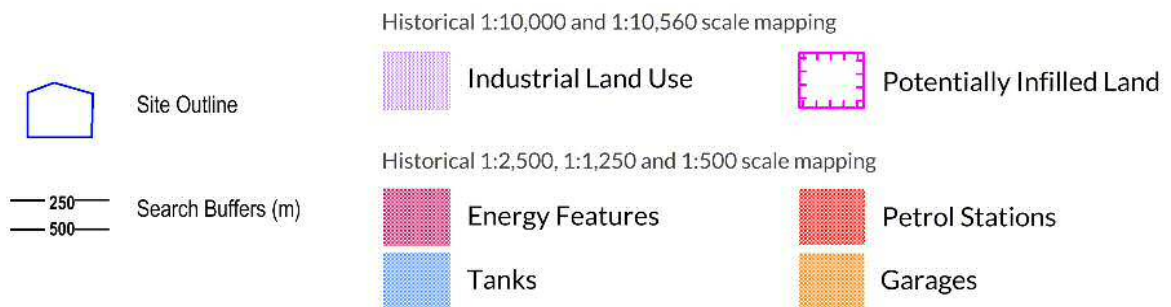 Historical 1:10,000 and 1:10,560 scale mapping
Site Outline
Industrial Land Use
Potentially Infilled Land
Historical 1:2,500, 1:1,250 and 1:500 scale mapping
250
500
Search Buffers (m)
Energy Features
Petrol Stations
Tanks
Garages